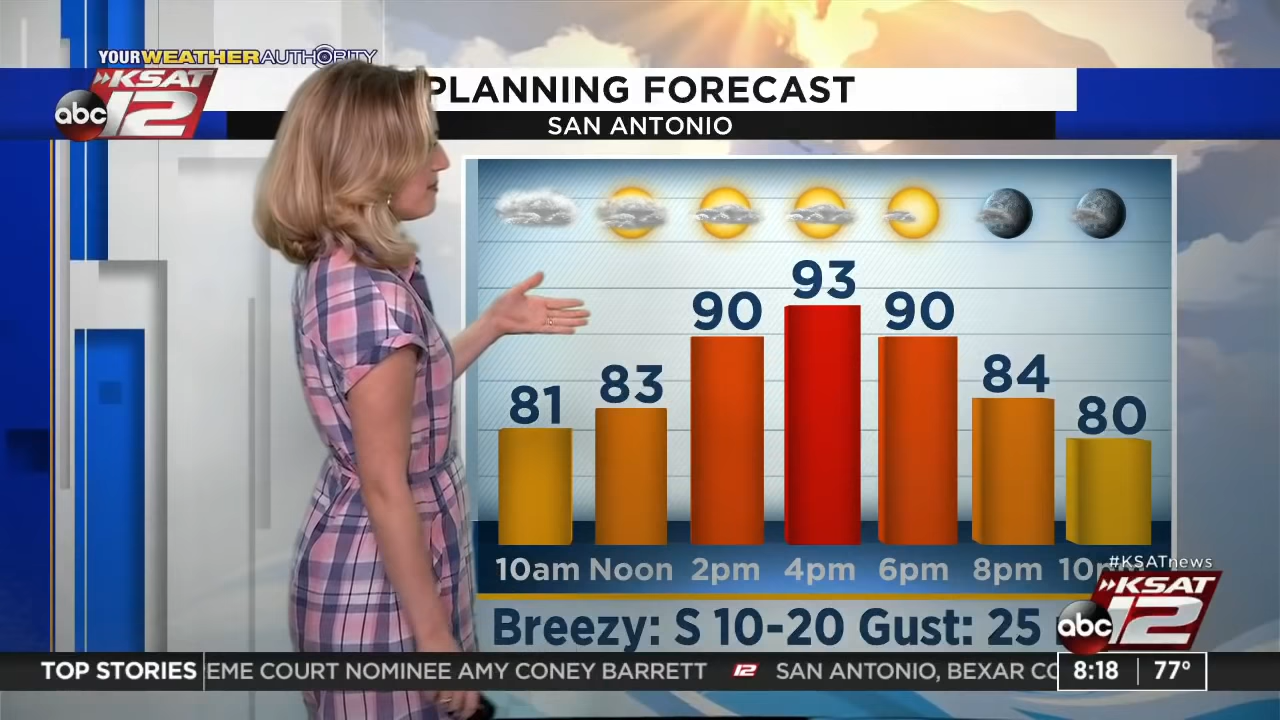 YOURWEATHERAUTHORITY
KSAT
abc 12
PLANNING FORECAST
SAN ANTONIO
93
90 90
84
83
81 80
10am Noon 2pm 4pm 6pm 8pm
#KSATnews
KSAT
abc 12
Breezy: S 10-20 Gust: 25
TOP STORIES EME COURT NOMINEE AMY CONEY BARRETT 12 SAN ANTONIO, BEXAR CO 8:18 77°